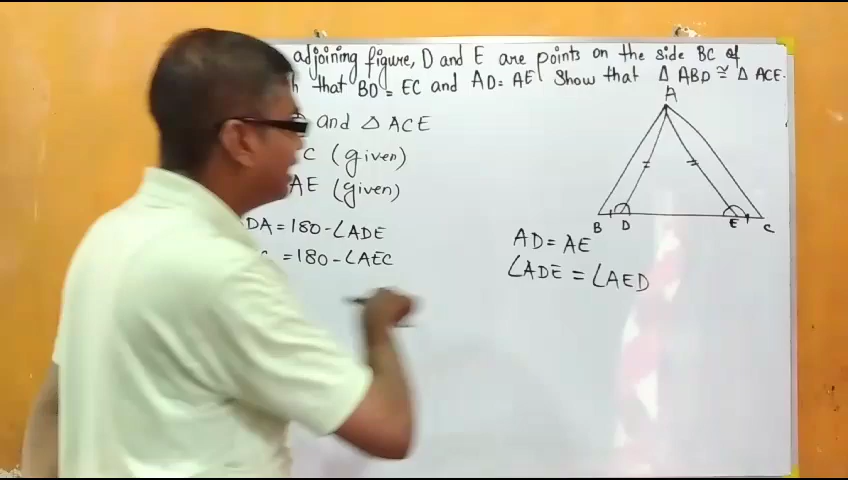 adjoining figure, D and E are points on the side BC of
that BD = EC and AD = AE Show that Δ ABD ≅ Δ ACE.
and Δ ACE
C (given)
AE (given)
DA = 180 - ∠ADE
= 180 - ∠AEC
A
B D E C
AD = AE
∠ADE = ∠AED